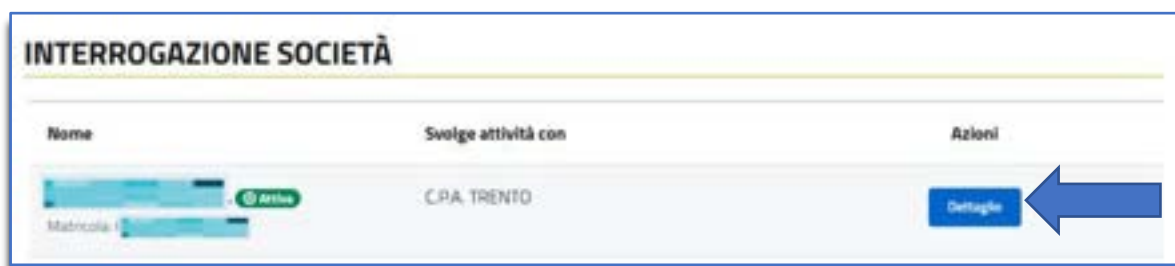 INTERROGAZIONE SOCIETÀ
Nome Svolge attività con Azioni
Attiva C.P.A. TRENTO Dettaglio
Matricola: